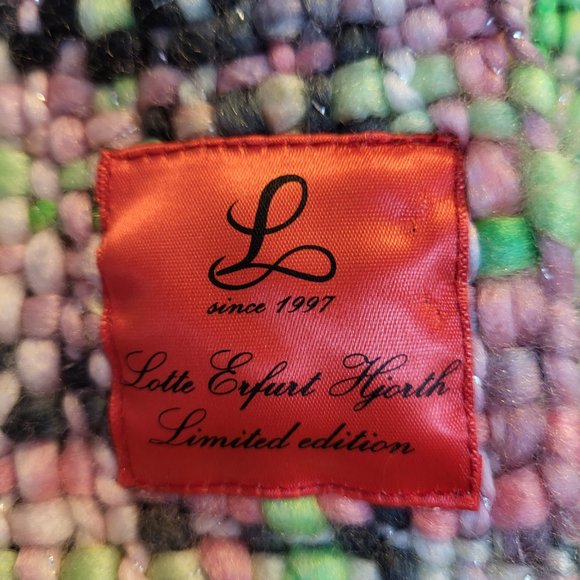 L
since 1997
Lotte Erfurt Hjorth
Limited edition